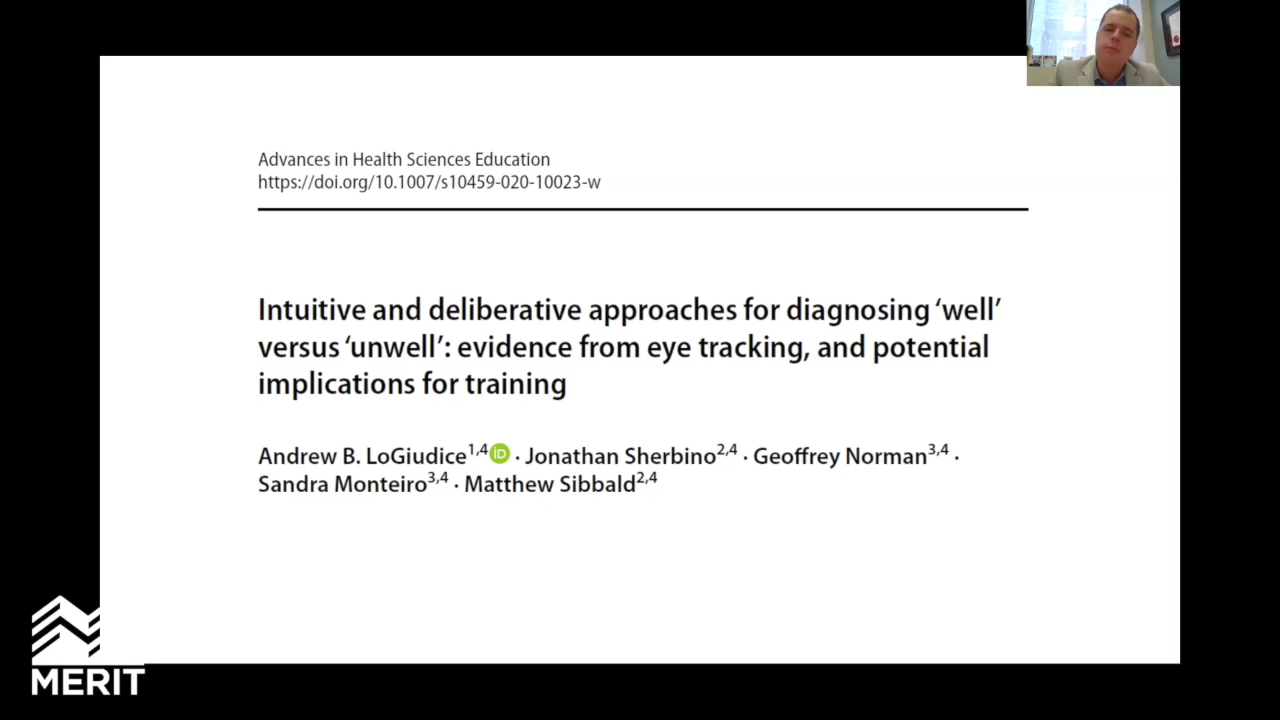 Advances in Health Sciences Education
https://doi.org/10.1007/s10459-020-10023-w
Intuitive and deliberative approaches for diagnosing ‘well’
versus ‘unwell’: evidence from eye tracking, and potential
implications for training
Andrew B. LoGiudice1,4 iD · Jonathan Sherbino2,4 · Geoffrey Norman3,4 ·
Sandra Monteiro3,4 · Matthew Sibbald2,4
MERIT